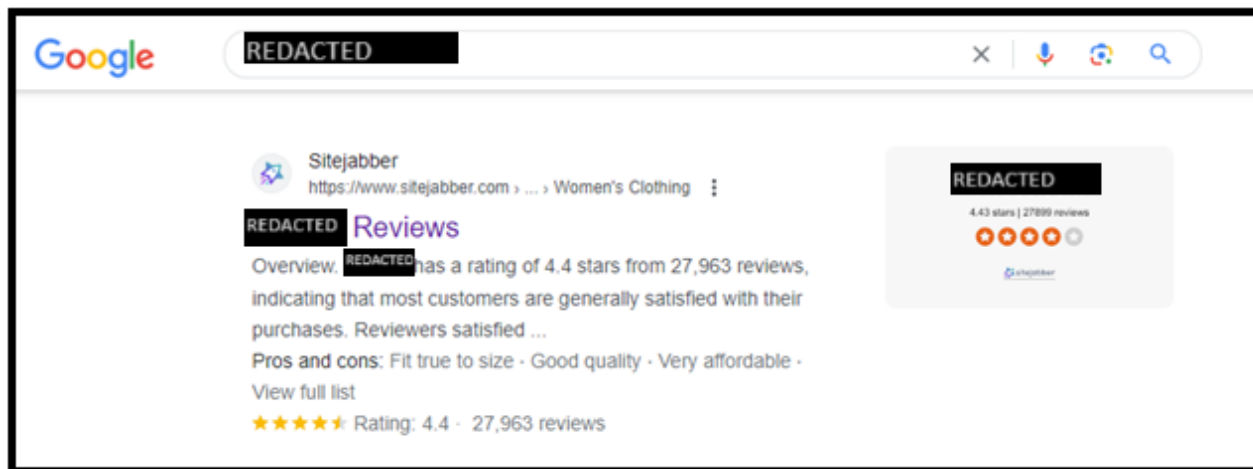 Google
REDACTED
Sitejabber
https://www.sitejabber.com › ... › Women's Clothing
REDACTED Reviews
Overview. REDACTED has a rating of 4.4 stars from 27,963 reviews,
indicating that most customers are generally satisfied with their
purchases. Reviewers satisfied ...
Pros and cons: Fit true to size · Good quality · Very affordable ·
View full list
Rating: 4.4 · 27,963 reviews
REDACTED
4.43 stars | 27899 reviews
sitejabber